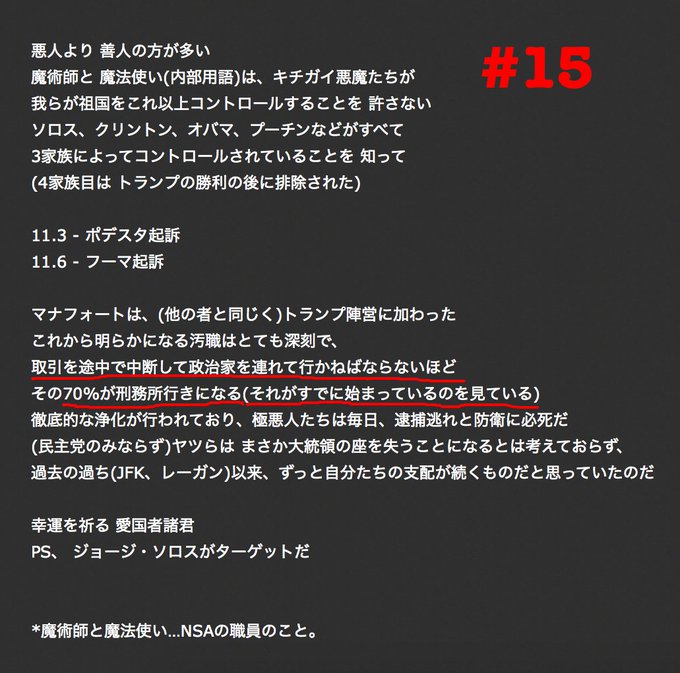 #15
悪人より 善人の方が多い
魔術師と 魔法使い(内部用語)は、キチガイ悪魔たちが
我らが祖国をこれ以上コントロールすることを 許さない
ソロス、クリントン、オバマ、プーチンなどがすべて
3家族によってコントロールされていることを 知って
(4家族目は トランプの勝利の後に排除された)
11.3 - ポデスタ起訴
11.6 - フーマ起訴
マナフォートは、(他の者と同じく)トランプ陣営に加わった
これから明らかになる汚職はとても深刻で、
取引を途中で中断して政治家を連れて行かねばならないほど
その70%が刑務所行きになる(それがすでに始まっているのを見ている)
徹底的な浄化が行われており、極悪人たちは毎日、逮捕逃れと防衛に必死だ
(民主党のみならず)ヤツらは まさか大統領の座を失うことになるとは考えておらず、
過去の過ち(JFK、レーガン)以来、ずっと自分たちの支配が続くものだと思っていたのだ
幸運を祈る 愛国者諸君
PS、 ジョージ・ソロスがターゲットだ
*魔術師と魔法使い...NSAの職員のこと。